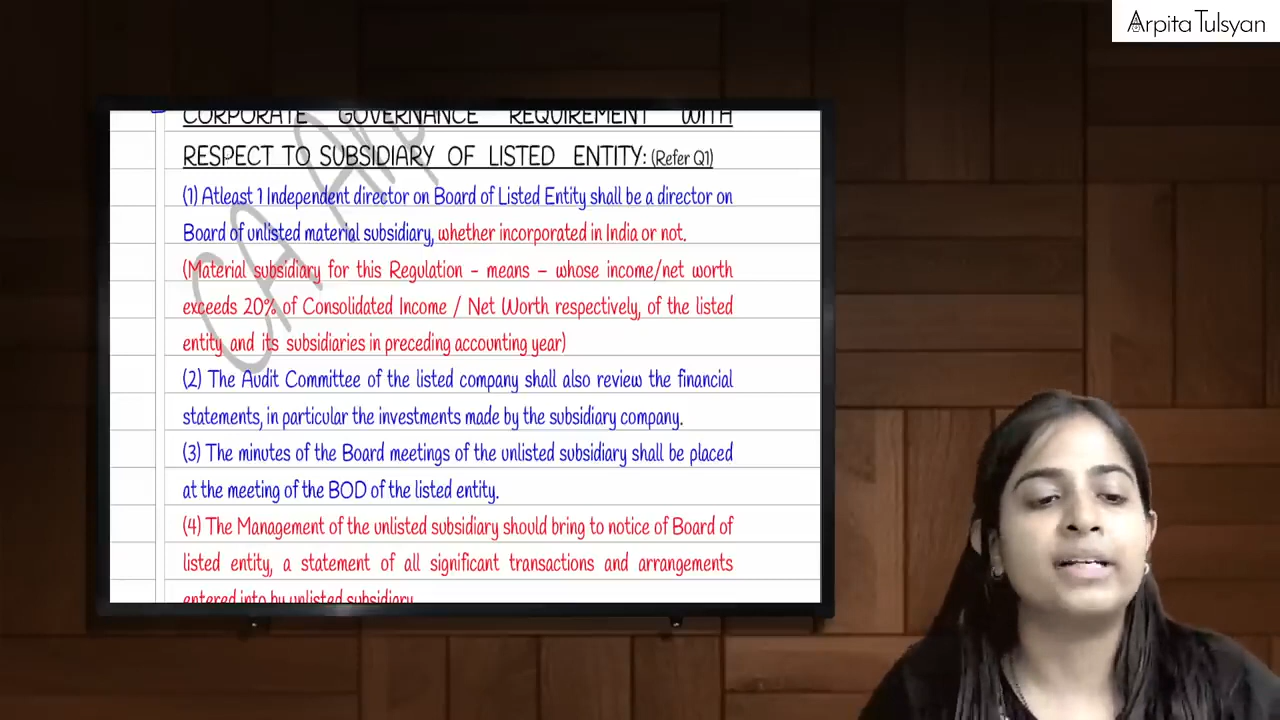 Arpita Tulsyan
CORPORATE GOVERNANCE REQUIREMENT WITH
RESPECT TO SUBSIDIARY OF LISTED ENTITY: (Refer Q1)
(1) Atleast 1 Independent director on Board of Listed Entity shall be a director on
Board of unlisted material subsidiary, whether incorporated in India or not.
(Material subsidiary for this Regulation - means – whose income/net worth
exceeds 20% of Consolidated Income / Net Worth respectively, of the listed
entity and its subsidiaries in preceding accounting year)
(2) The Audit Committee of the listed company shall also review the financial
statements, in particular the investments made by the subsidiary company.
(3) The minutes of the Board meetings of the unlisted subsidiary shall be placed
at the meeting of the BOD of the listed entity.
(4) The Management of the unlisted subsidiary should bring to notice of Board of
listed entity, a statement of all significant transactions and arrangements
entered into by unlisted subsidiary
CA